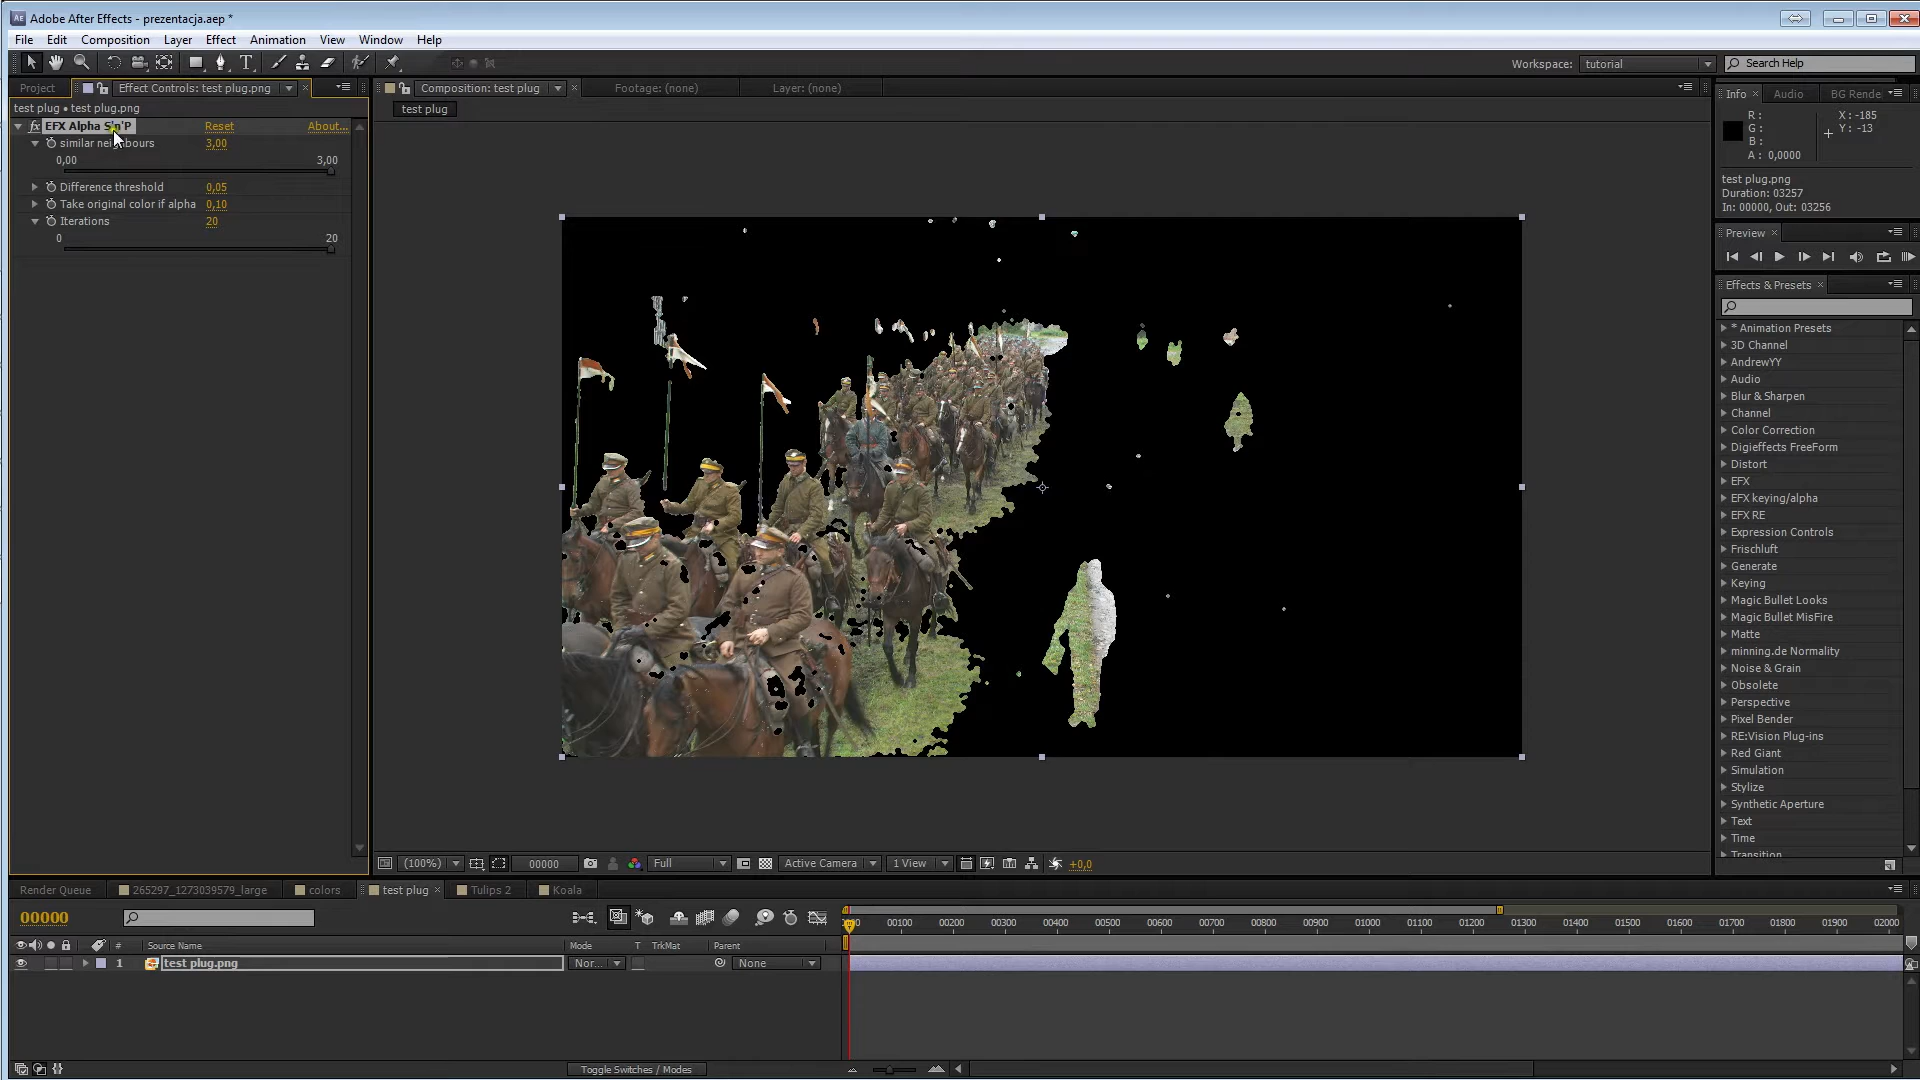 Adobe After Effects - prezentacja.aep *
File Edit Composition Layer Effect Animation View Window Help
Workspace: tutorial Search Help
Project Effect Controls: test plug.png
test plug • test plug.png
fx EFX Alpha Sin'P Reset About...
similar neighbours 3,00
0,00 3,00
Difference threshold 0,05
Take original color if alpha 0,10
Iterations 20
0 20
Composition: test plug Footage: (none) Layer: (none)
test plug
(100%) 00000 Full Active Camera 1 View +0,0
Info Audio BG Rende
R : X : -185
G : Y : -13
B :
A : 0,0000
test plug.png
Duration: 03257
In: 00000, Out: 03256
Preview
Effects & Presets
* Animation Presets
3D Channel
AndrewYY
Audio
Blur & Sharpen
Channel
Color Correction
Digieffects FreeForm
Distort
EFX
EFX keying/alpha
EFX RE
Expression Controls
Frischluft
Generate
Keying
Magic Bullet Looks
Magic Bullet MisFire
Matte
minning.de Normality
Noise & Grain
Obsolete
Perspective
Pixel Bender
RE:Vision Plug-ins
Red Giant
Simulation
Stylize
Synthetic Aperture
Text
Time
Transition
Render Queue 265297_1273039579_large colors test plug Tulips 2 Koala
00000
00 00100 00200 00300 00400 00500 00600 00700 00800 00900 01000 01100 01200 01300 01400 01500 01600 01700 01800 01900 02000
# Source Name Mode T TrkMat Parent
1 test plug.png Nor... None
Toggle Switches / Modes